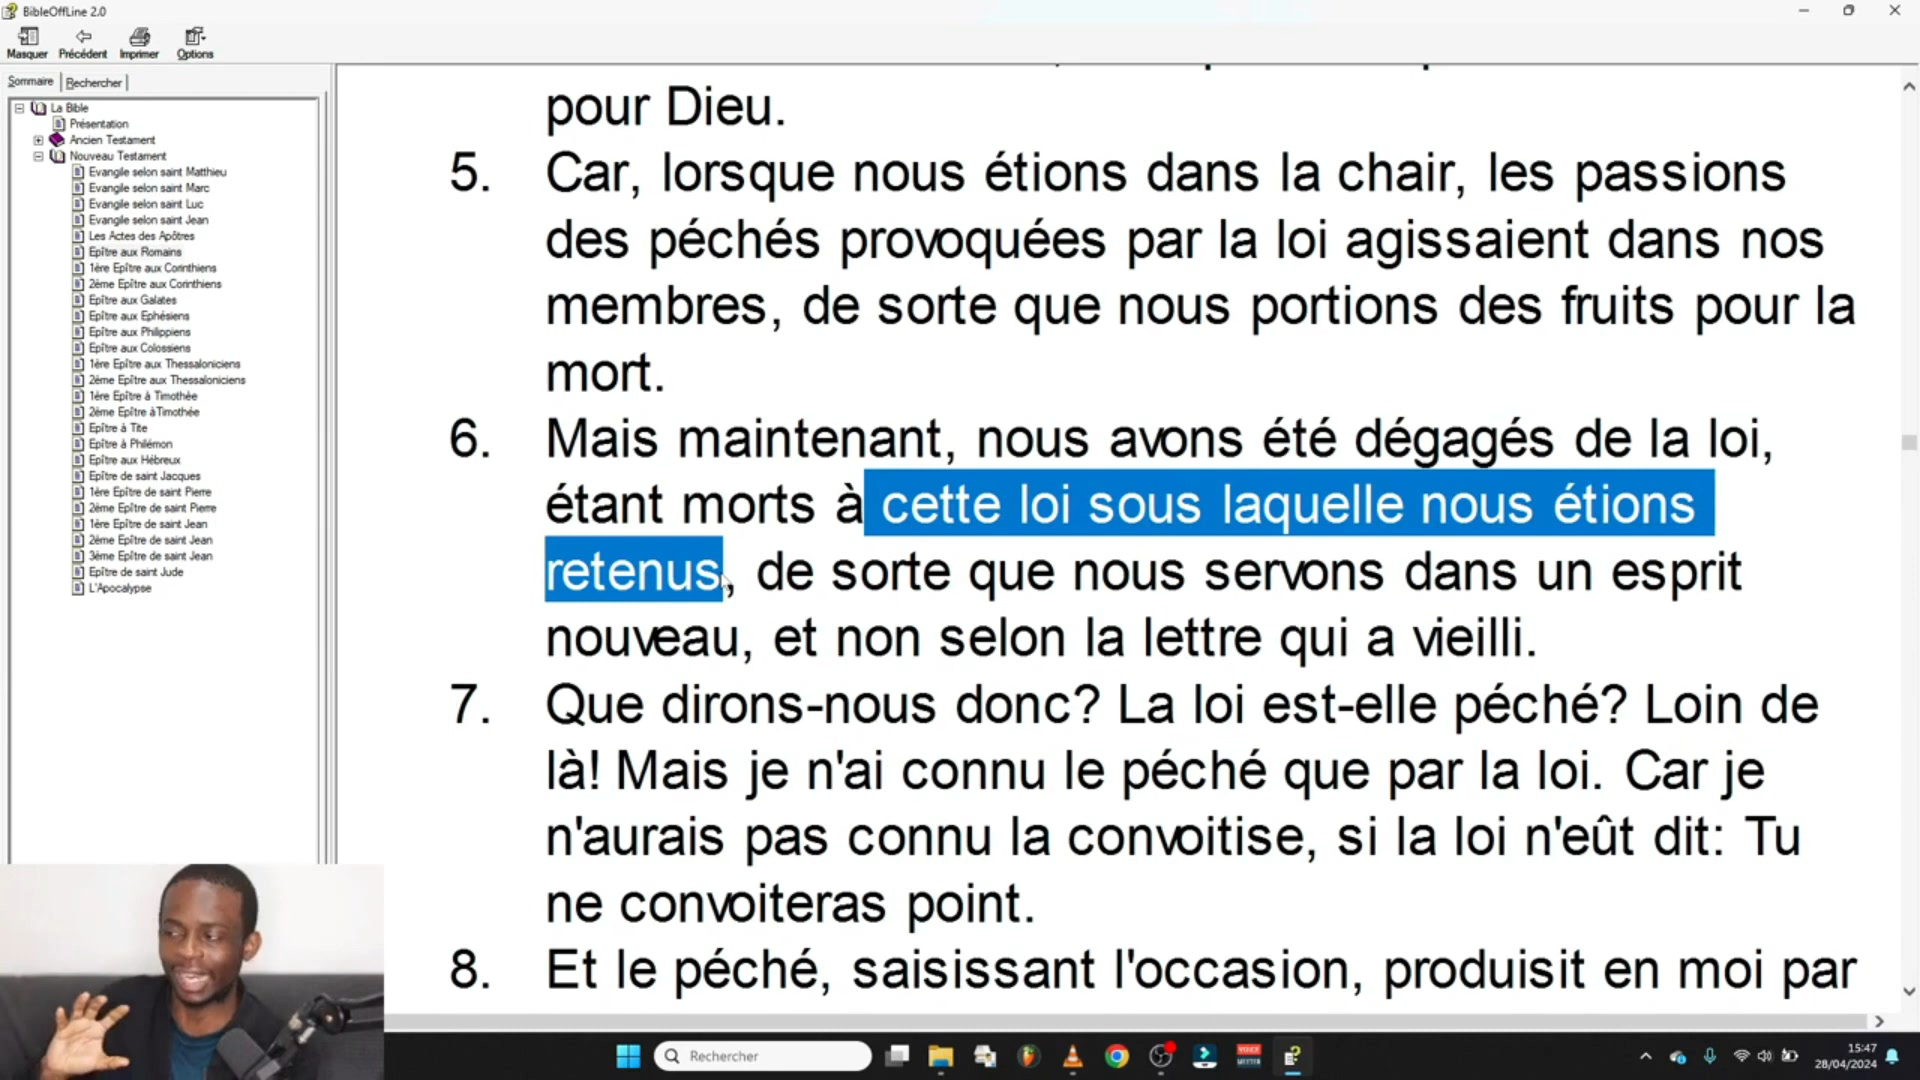 BibleOffLine 2.0
Masquer Précédent Imprimer Options
Sommaire Rechercher
La Bible
Présentation
Ancien Testament
Nouveau Testament
Evangile selon saint Matthieu
Evangile selon saint Marc
Evangile selon saint Luc
Evangile selon saint Jean
Les Actes des Apôtres
Epître aux Romains
1ère Epître aux Corinthiens
2ème Epître aux Corinthiens
Epître aux Galates
Epître aux Ephésiens
Epître aux Philippiens
Epître aux Colossiens
1ère Epître aux Thessaloniciens
2ème Epître aux Thessaloniciens
1ère Epître à Timothée
2ème Epître àTimothée
Epître à Tite
Epître à Philémon
Epître aux Hébreux
Epître de saint Jacques
1ère Epître de saint Pierre
2ème Epître de saint Pierre
1ère Epître de saint Jean
2ème Epître de saint Jean
3ème Epître de saint Jean
Epître de saint Jude
L'Apocalypse
pour Dieu.
5. Car, lorsque nous étions dans la chair, les passions
des péchés provoquées par la loi agissaient dans nos
membres, de sorte que nous portions des fruits pour la
mort.
6. Mais maintenant, nous avons été dégagés de la loi,
étant morts à cette loi sous laquelle nous étions
retenus, de sorte que nous servons dans un esprit
nouveau, et non selon la lettre qui a vieilli.
7. Que dirons-nous donc? La loi est-elle péché? Loin de
là! Mais je n'ai connu le péché que par la loi. Car je
n'aurais pas connu la convoitise, si la loi n'eût dit: Tu
ne convoiteras point.
8. Et le péché, saisissant l'occasion, produisit en moi par
Rechercher
VOICE
MEETER
15:47
28/04/2024